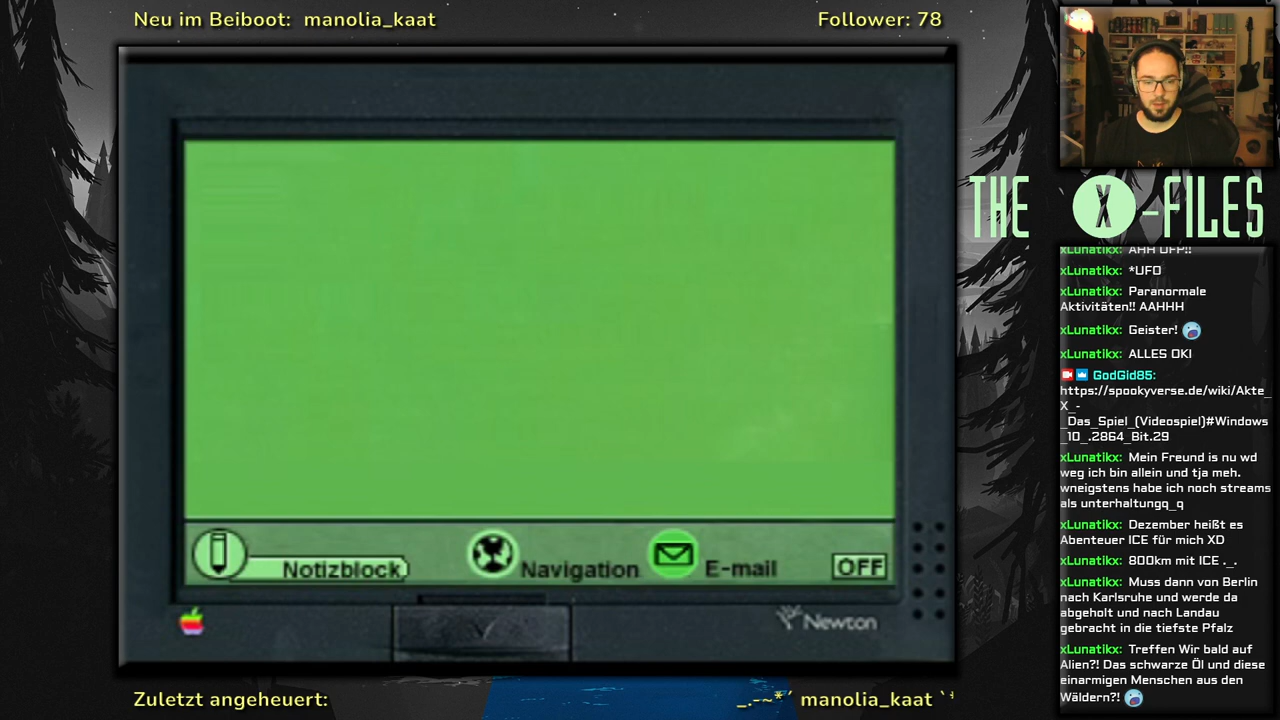 Neu im Beiboot: manolia_kaat
Follower: 78
THE X-FILES
Notizblock
Navigation
E-mail
OFF
Newton
xLunatikx: AHH UFP!!
xLunatikx: *UFO
xLunatikx: Paranormale
Aktivitäten!! AAHHH
xLunatikx: Geister!
xLunatikx: ALLES OKI
GodGid85:
https://spookyverse.de/wiki/Akte_
X_-
_Das_Spiel_(Videospiel)#Windows
_10_.2864_Bit.29
xLunatikx: Mein Freund is nu wd
weg ich bin allein und tja meh.
wneigstens habe ich noch streams
als unterhaltungq_q
xLunatikx: Dezember heißt es
Abenteuer ICE für mich XD
xLunatikx: 800km mit ICE ._.
xLunatikx: Muss dann von Berlin
nach Karlsruhe und werde da
abgeholt und nach Landau
gebracht in die tiefste Pfalz
xLunatikx: Treffen Wir bald auf
Alien?! Das schwarze Öl und diese
einarmigen Menschen aus den
Wäldern?!
Zuletzt angeheuert:
_.-~*´ manolia_kaat `